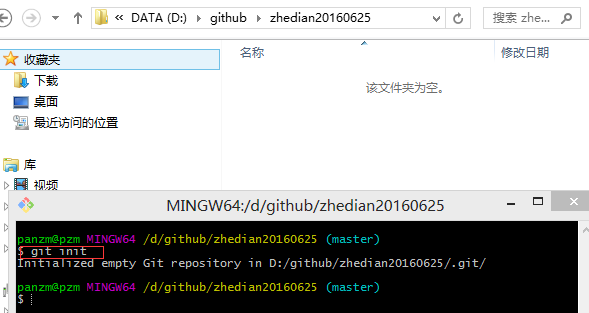 « DATA (D:) › github › zhedian20160625
搜索 zhe...
名称
修改日期
收藏夹
该文件夹为空。
下载
桌面
最近访问的位置
库
视频
MINGW64:/d/github/zhedian20160625
panzm@pzm MINGW64 /d/github/zhedian20160625 (master)
$ git init
Initialized empty Git repository in D:/github/zhedian20160625/.git/
panzm@pzm MINGW64 /d/github/zhedian20160625 (master)
$